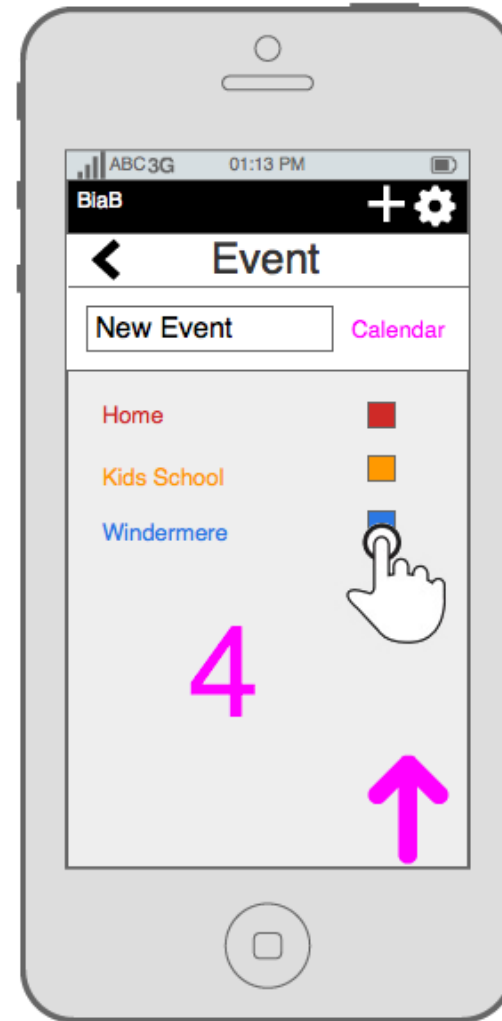 ABC 3G 01:13 PM
BiaB
Event
New Event Calendar
Home
Kids School
Windermere
4